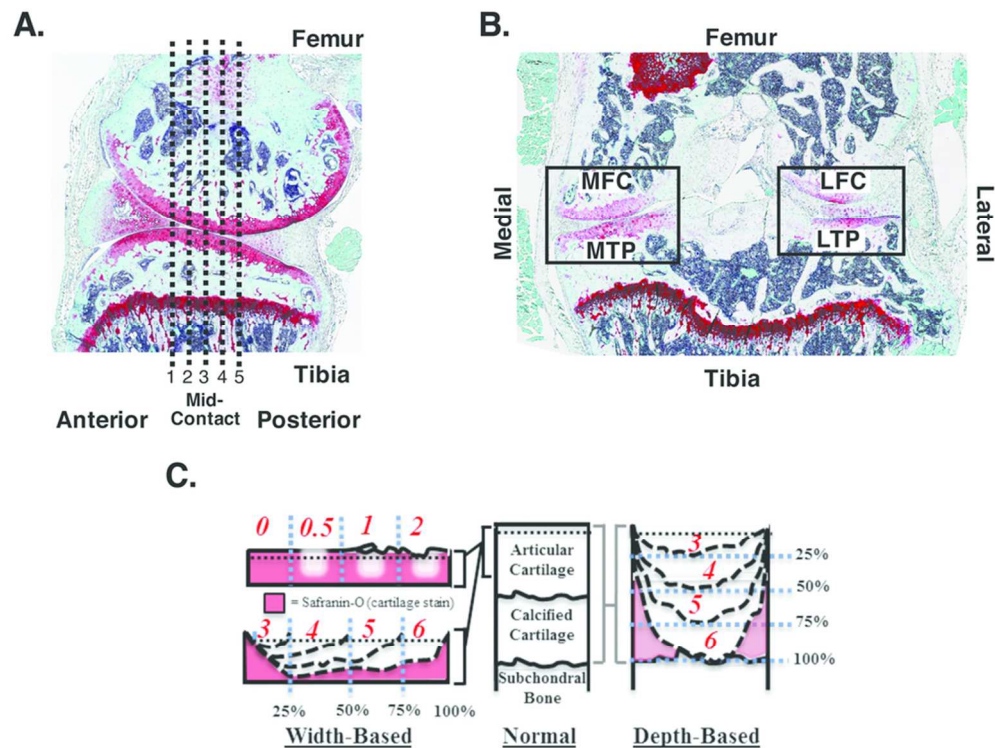 A.
Femur
1 2 3 4 5
Tibia
Mid-
Contact
Anterior
Posterior
B.
Femur
Medial
MFC
MTP
LFC
LTP
Lateral
Tibia
C.
0 0.5 1 2
= Safranin-O (cartilage stain)
3 4 5 6
25% 50% 75% 100%
Width-Based
Articular
Cartilage
Calcified
Cartilage
Subchondral
Bone
Normal
3
25%
4
50%
5
75%
6
100%
Depth-Based